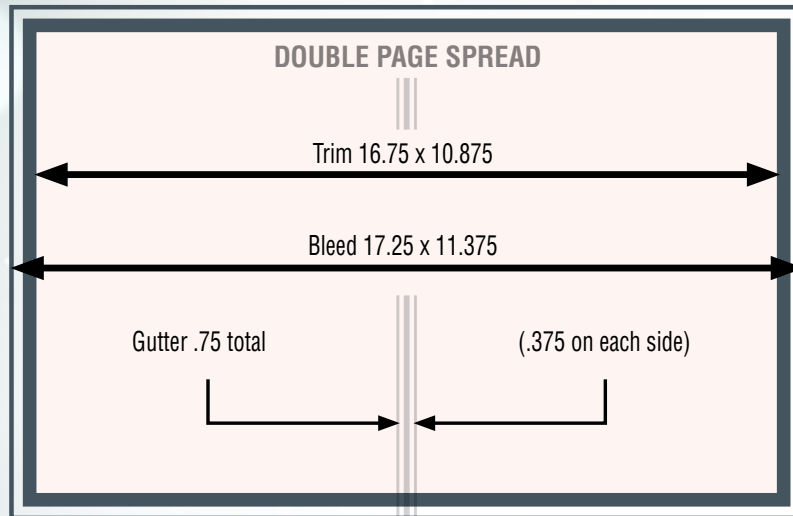 DOUBLE PAGE SPREAD
Trim 16.75 x 10.875
Bleed 17.25 x 11.375
Gutter .75 total
(.375 on each side)